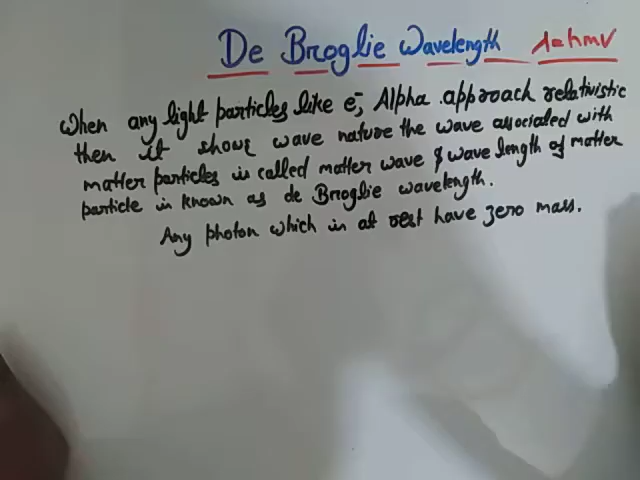 De Broglie Wavelength λ=hmv
When any light particles like e⁻, Alpha approach relativistic
then it shows wave nature the wave associated with
matter particles is called matter wave & wave length of matter
particle is known as de Broglie wavelength.
Any photon which is at rest have zero mass.